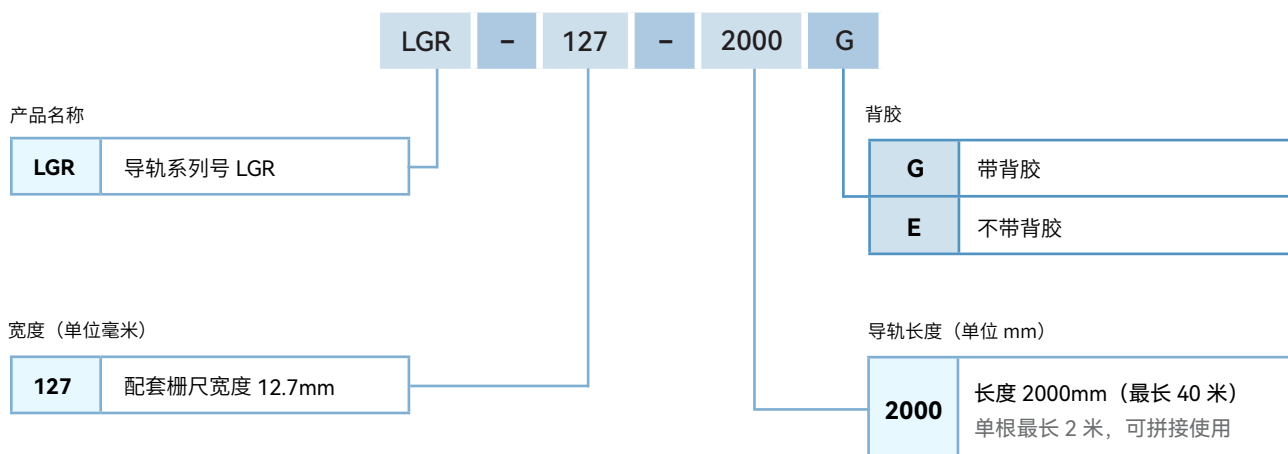 LGR – 127 – 2000 G
产品名称
LGR 导轨系列号 LGR
背胶
G 带背胶
E 不带背胶
宽度（单位毫米）
127 配套栅尺宽度 12.7mm
导轨长度（单位 mm）
2000 长度 2000mm（最长 40 米）
单根最长 2 米，可拼接使用